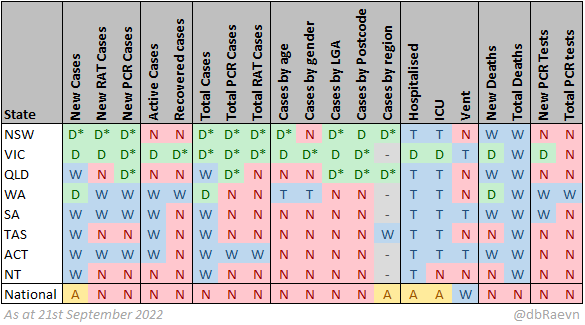 State New Cases New RAT Cases New PCR Cases Active Cases Recovered cases Total Cases Total PCR Cases Total RAT Cases Cases by age Cases by gender Cases by LGA Cases by Postcode Cases by region Hospitalised ICU Vent New Deaths Total Deaths New PCR Tests Total PCR tests
NSW D* D* D* N N D* D* D* D* N D* D D* T T N W W N N
VIC D D D* D D* D* D* D* D* D D* D - D D T D W D N
QLD W N D* N N W D* N N N D* D* D* T T N N W N N
WA D W W W W D N N T T N N - T T N D W W W
SA W W W W N W N N N N N N - T T T W W W N
TAS W N N W N W N N N N N N W T T N N W N N
ACT W W W W N W W W N N N N - T T T W W N N
NT W N N N N W N N N N N N - T N N N W N N
National A N N N N N N N N N N N A A A W N N N N
As at 21st September 2022 @dbRaevn